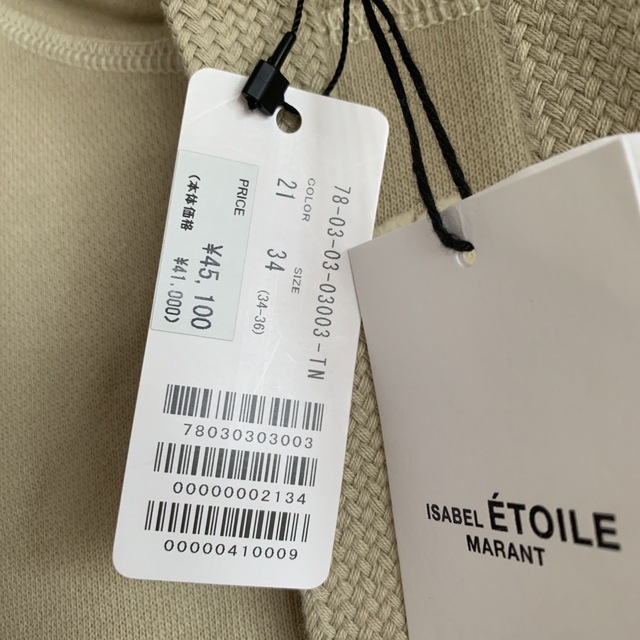 78-03-03-03003-TN
COLOR SIZE
21 34 (34-36)
PRICE ¥45,100
(本体価格 ¥41,000)
78030303003
00000002134
00000410009
ISABEL ÉTOILE
MARANT